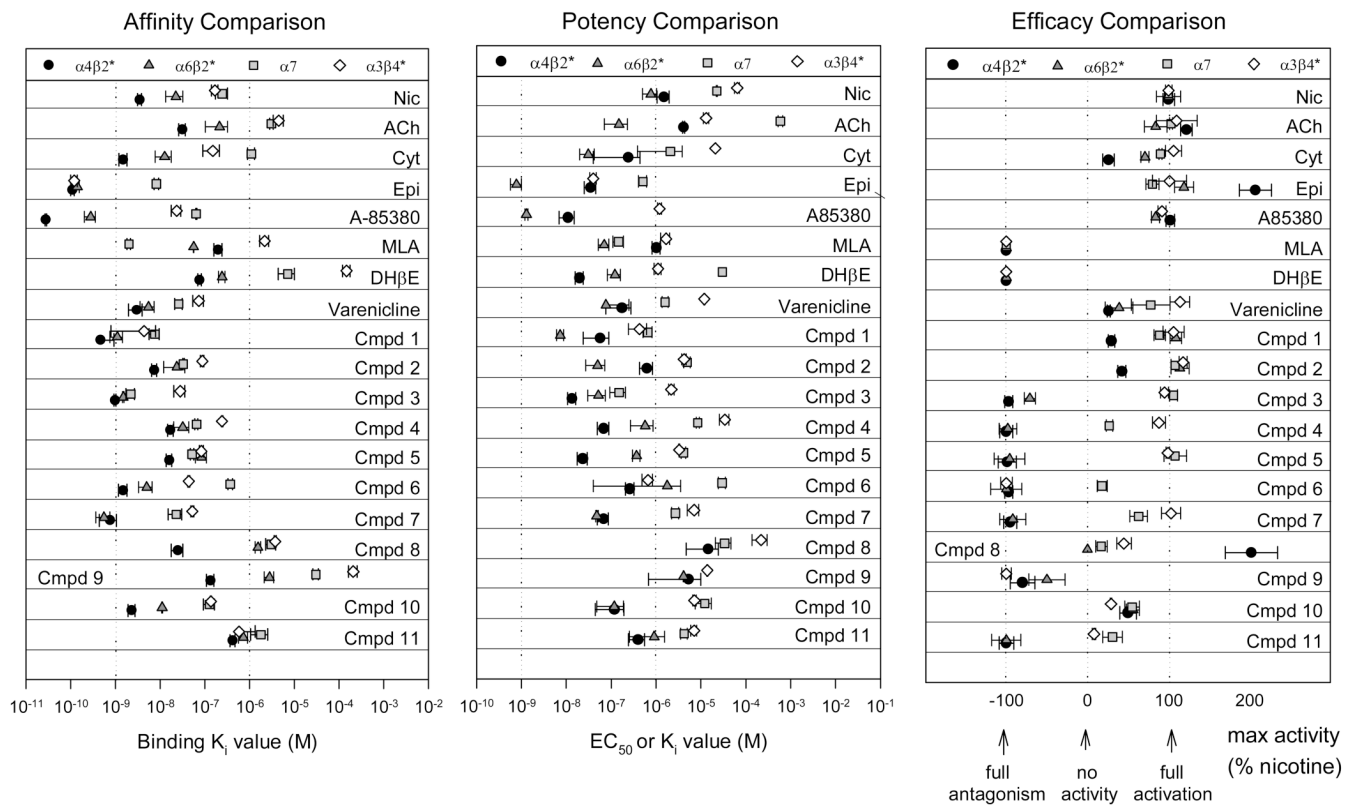 Affinity Comparison
α4β2* α6β2* α7 α3β4*
Nic
ACh
Cyt
Epi
A-85380
MLA
DHβE
Varenicline
Cmpd 1
Cmpd 2
Cmpd 3
Cmpd 4
Cmpd 5
Cmpd 6
Cmpd 7
Cmpd 8
Cmpd 9
Cmpd 10
Cmpd 11
10-11 10-10 10-9 10-8 10-7 10-6 10-5 10-4 10-3 10-2
Binding Ki value (M)
Potency Comparison
α4β2* α6β2* α7 α3β4*
Nic
ACh
Cyt
Epi
A85380
MLA
DHβE
Varenicline
Cmpd 1
Cmpd 2
Cmpd 3
Cmpd 4
Cmpd 5
Cmpd 6
Cmpd 7
Cmpd 8
Cmpd 9
Cmpd 10
Cmpd 11
10-10 10-9 10-8 10-7 10-6 10-5 10-4 10-3 10-2 10-1
EC50 or Ki value (M)
Efficacy Comparison
α4β2* α6β2* α7 α3β4*
Nic
ACh
Cyt
Epi
A85380
MLA
DHβE
Varenicline
Cmpd 1
Cmpd 2
Cmpd 3
Cmpd 4
Cmpd 5
Cmpd 6
Cmpd 7
Cmpd 8
Cmpd 9
Cmpd 10
Cmpd 11
-100 0 100 200
max activity
(% nicotine)
full
antagonism
no
activity
full
activation